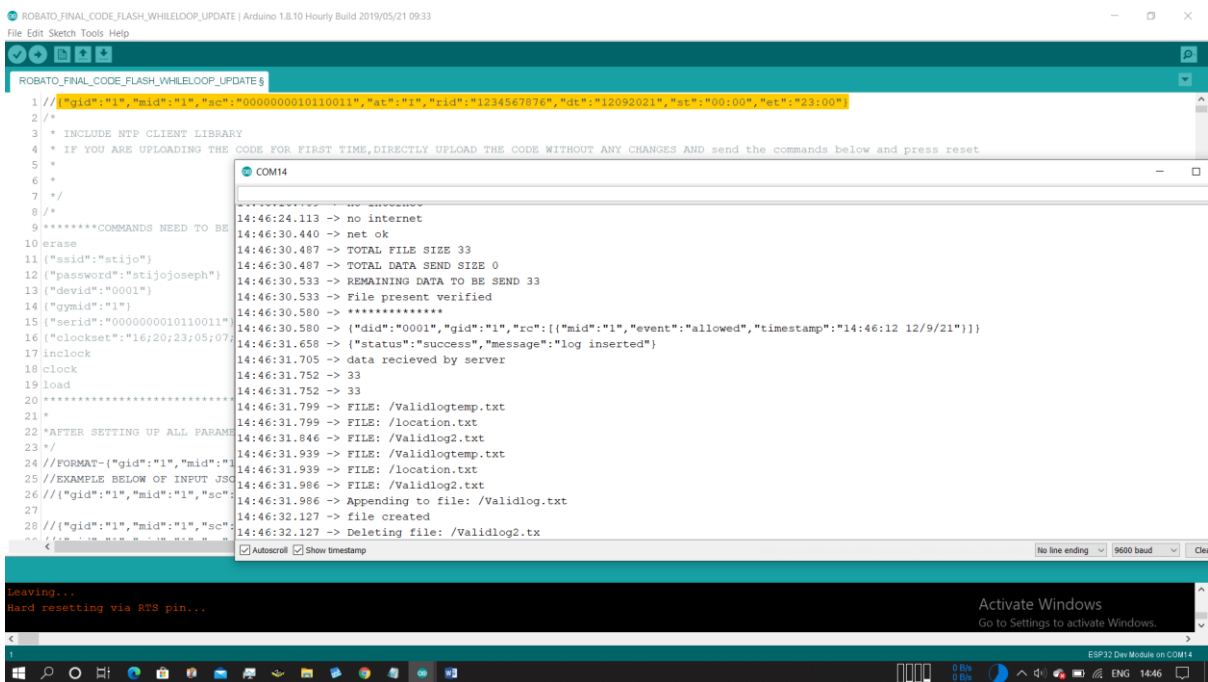 ROBATO_FINAL_CODE_FLASH_WHILELOOP_UPDATE | Arduino 1.8.10 Hourly Build 2019/05/21 09:33
File Edit Sketch Tools Help
ROBATO_FINAL_CODE_FLASH_WHILELOOP_UPDATE §
1 //{"gid":"1","mid":"1","sc":"0000000010110011","at":"I","rid":"1234567876","dt":"12092021","st":"00:00","et":"23:00"}
2 /*
3 * INCLUDE NTP CLIENT LIBRARY
4 * IF YOU ARE UPLOADING THE CODE FOR FIRST TIME,DIRECTLY UPLOAD THE CODE WITHOUT ANY CHANGES AND send the commands below and press reset
5 *
6 *
7 */
8 /*
9 ********COMMANDS NEED TO BE
10 erase
11 {"ssid":"stijo"}
12 {"password":"stijojoseph"}
13 {"devid":"0001"}
14 {"gymid":"1"}
15 {"serid":"0000000010110011"}
16 {"clockset":"16;20;23;05;07;
17 inclock
18 clock
19 load
20 ****************************
21 *
22 *AFTER SETTING UP ALL PARAME
23 */
24 //FORMAT-{"gid":"1","mid":"1
25 //EXAMPLE BELOW OF INPUT JSO
26 //{"gid":"1","mid":"1","sc":
27
28 //{"gid":"1","mid":"1","sc":
COM14
14:46:24.113 -> no internet
14:46:30.440 -> net ok
14:46:30.487 -> TOTAL FILE SIZE 33
14:46:30.487 -> TOTAL DATA SEND SIZE 0
14:46:30.533 -> REMAINING DATA TO BE SEND 33
14:46:30.533 -> File present verified
14:46:30.580 -> **************
14:46:30.580 -> {"did":"0001","gid":"1","rc":[{"mid":"1","event":"allowed","timestamp":"14:46:12 12/9/21"}]}
14:46:31.658 -> {"status":"success","message":"log inserted"}
14:46:31.705 -> data recieved by server
14:46:31.752 -> 33
14:46:31.752 -> 33
14:46:31.799 -> FILE: /Validlogtemp.txt
14:46:31.799 -> FILE: /location.txt
14:46:31.846 -> FILE: /Validlog2.txt
14:46:31.939 -> FILE: /Validlogtemp.txt
14:46:31.939 -> FILE: /location.txt
14:46:31.986 -> FILE: /Validlog2.txt
14:46:31.986 -> Appending to file: /Validlog.txt
14:46:32.127 -> file created
14:46:32.127 -> Deleting file: /Validlog2.tx
Autoscroll Show timestamp No line ending 9600 baud Clea
Leaving...
Hard resetting via RTS pin...
Activate Windows
Go to Settings to activate Windows.
1 ESP32 Dev Module on COM14
0 B/s
0 B/s
ENG 14:46